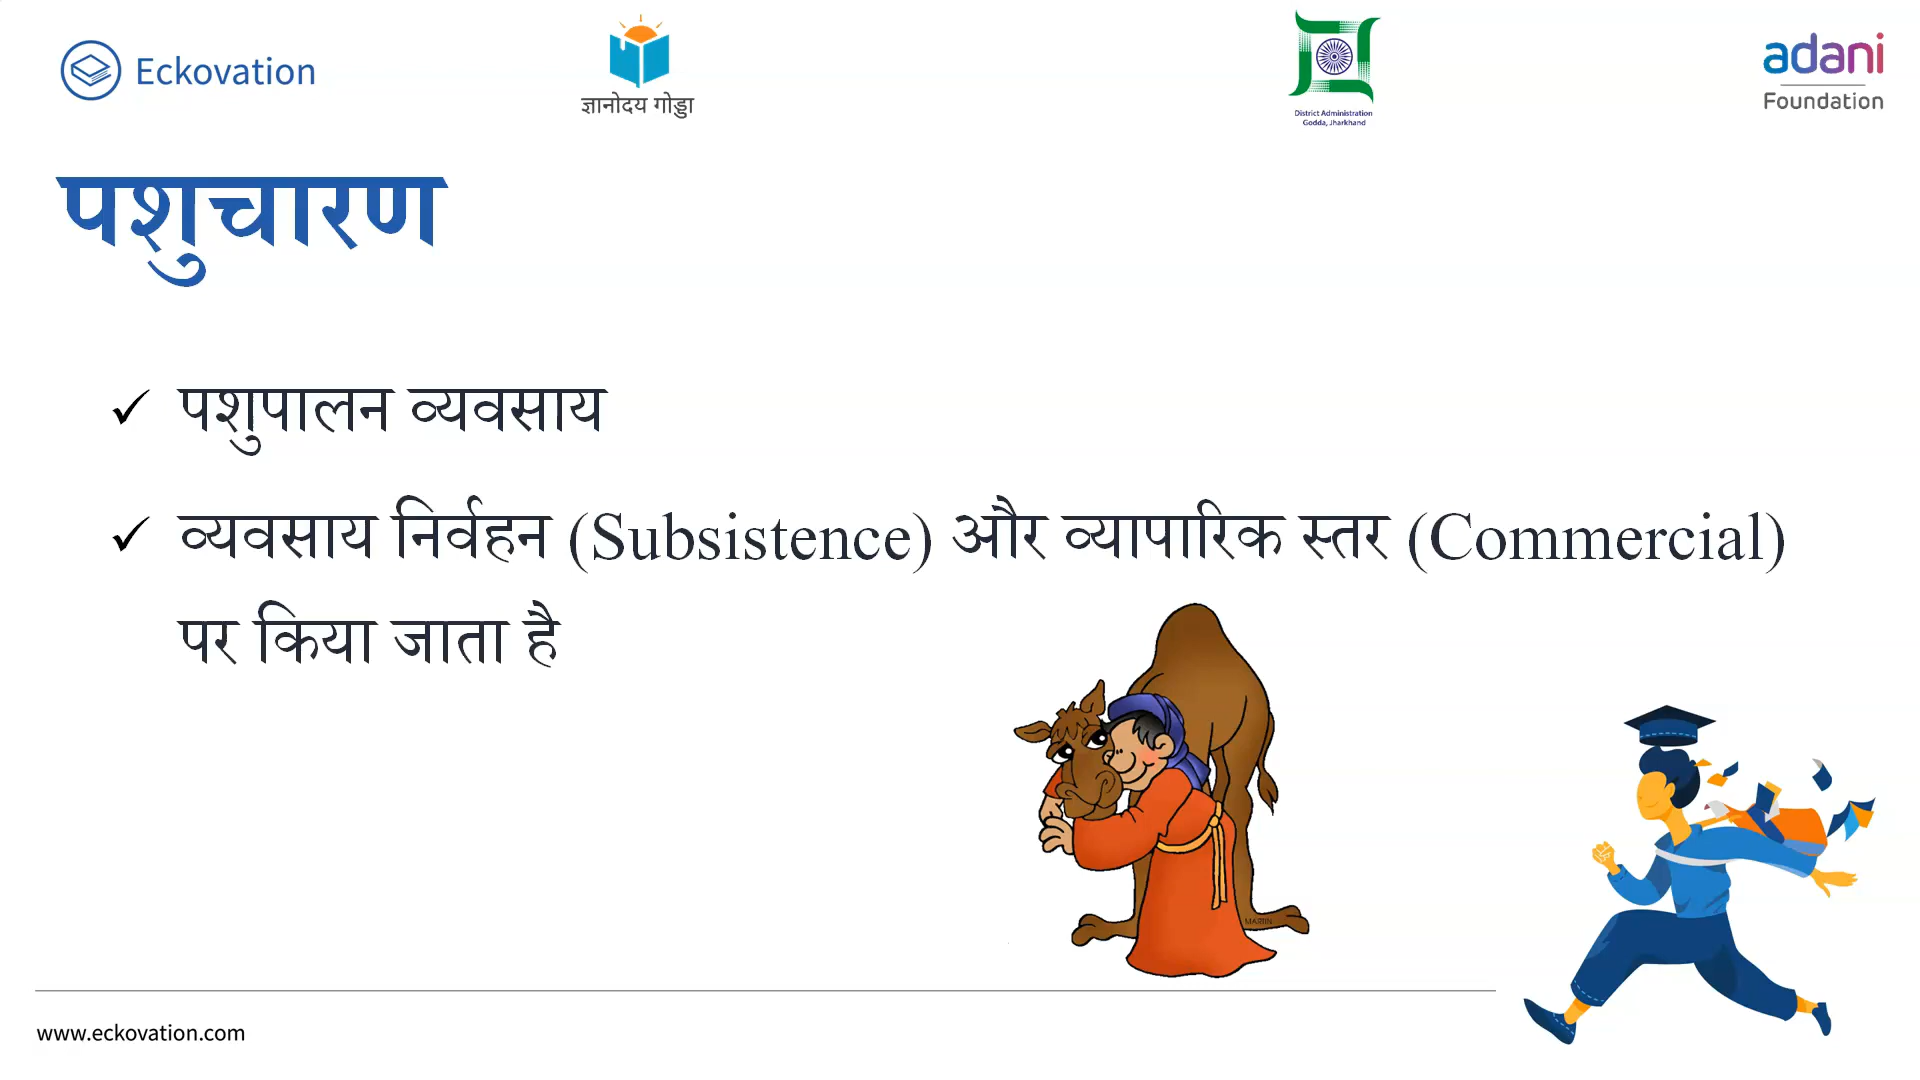 Eckovation
ज्ञानोदय गोड्डा
District Administration
Godda, Jharkhand
adani
Foundation
पशुचारण
✓ पशुपालन व्यवसाय
✓ व्यवसाय निर्वहन (Subsistence) और व्यापारिक स्तर (Commercial)
पर किया जाता है
MARTIN
www.eckovation.com